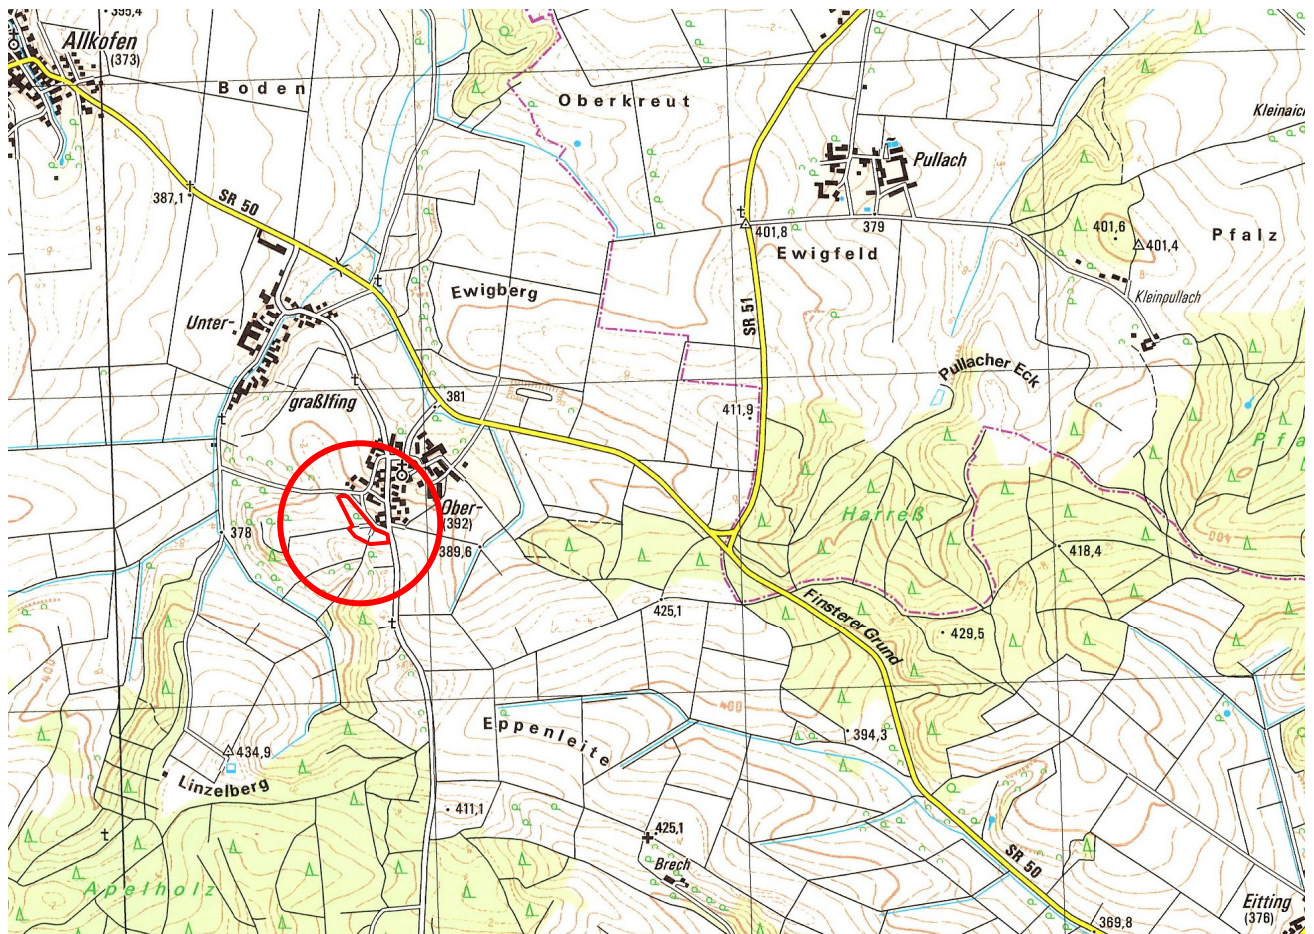 395,4
Allkofen
(373)
Boden
Oberkreut
Kleinaich
Pullach
387,1
SR 50
401,8
379
401,6
401,4
Pfalz
Ewigfeld
Ewigberg
Kleinpullach
Unter-
SR 51
Pullacher Eck
graßlfing
381
411,9
Ober-
(392)
378
389,6
Harreß
418,4
400
425,1
Finsterer Grund
429,5
400
400
Eppenleite
394,3
434,9
Linzelberg
411,1
425,1
Brech
SR 50
Apelholz
Eitting
(376)
369,8